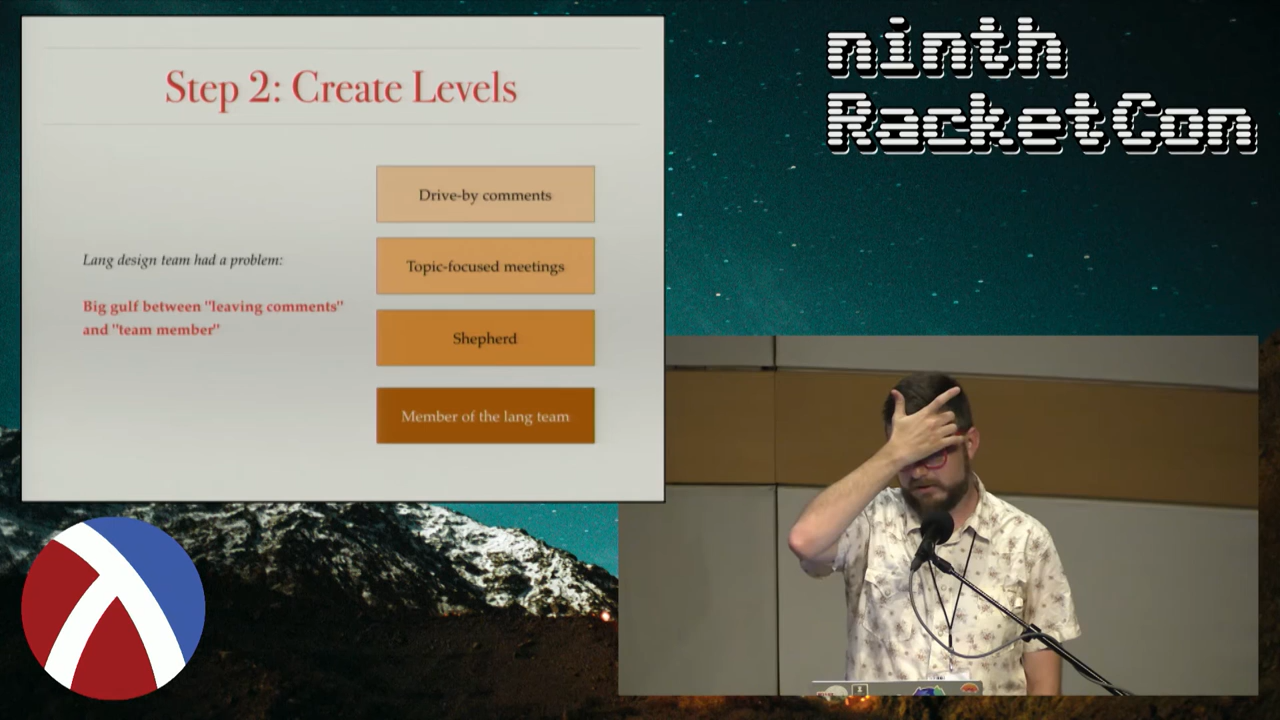 Step 2: Create Levels
Lang design team had a problem:
Big gulf between "leaving comments"
and "team member"
Drive-by comments
Topic-focused meetings
Shepherd
Member of the lang team
ninth
RacketCon